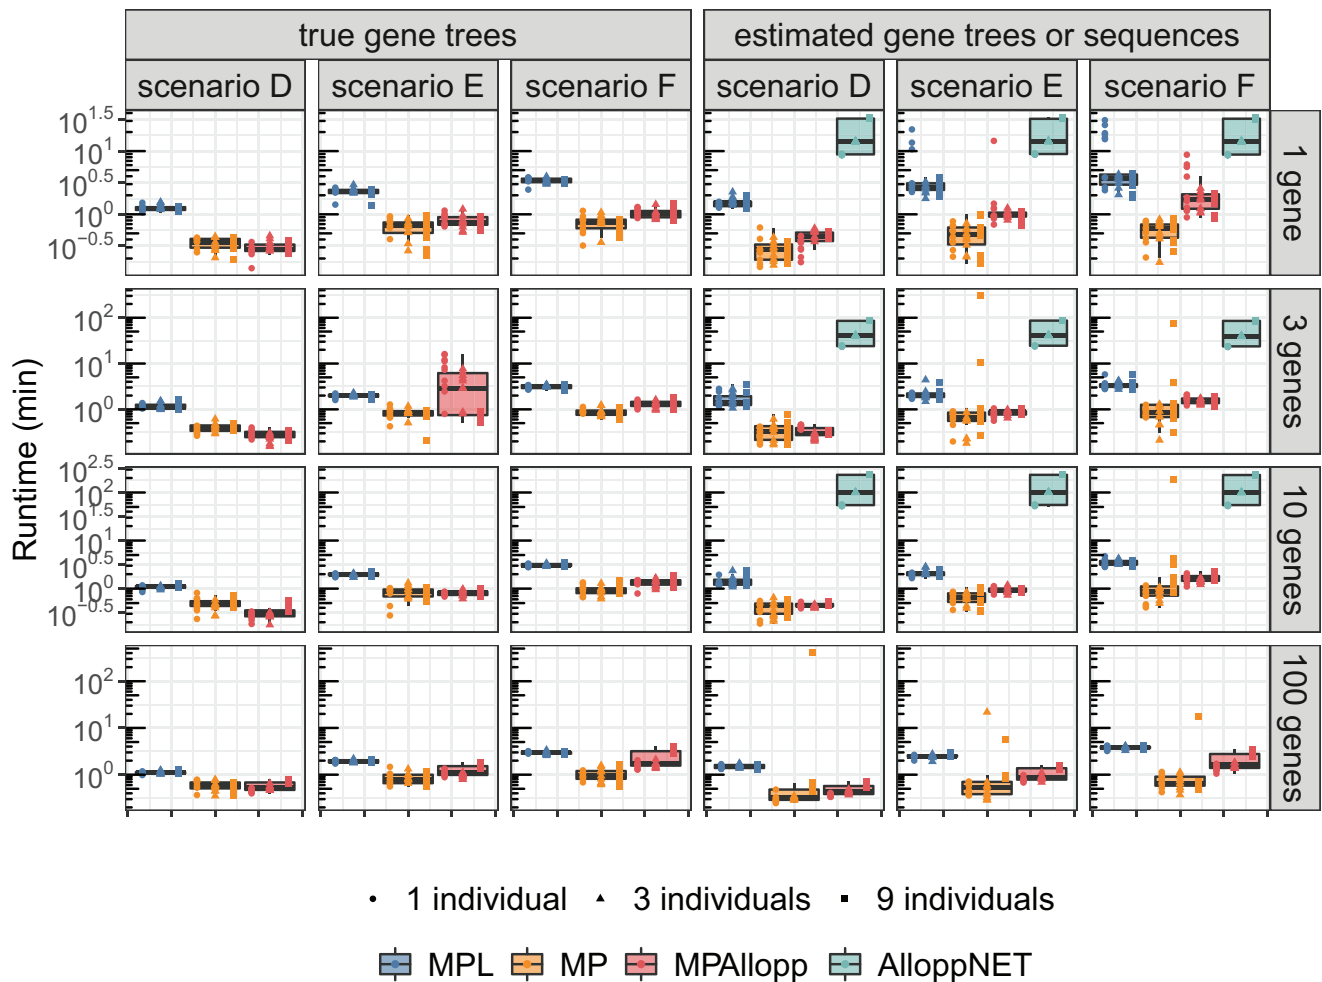 true gene trees
estimated gene trees or sequences
scenario D
scenario E
scenario F
scenario D
scenario E
scenario F
Runtime (min)
10^1.5
10^1
10^0.5
10^0
10^−0.5
1 gene
10^2
10^1
10^0
3 genes
10^2.5
10^2
10^1.5
10^1
10^0.5
10^0
10^−0.5
10 genes
10^2
10^1
10^0
100 genes
1 individual 3 individuals 9 individuals
MPL MP MPAllopp AlloppNET